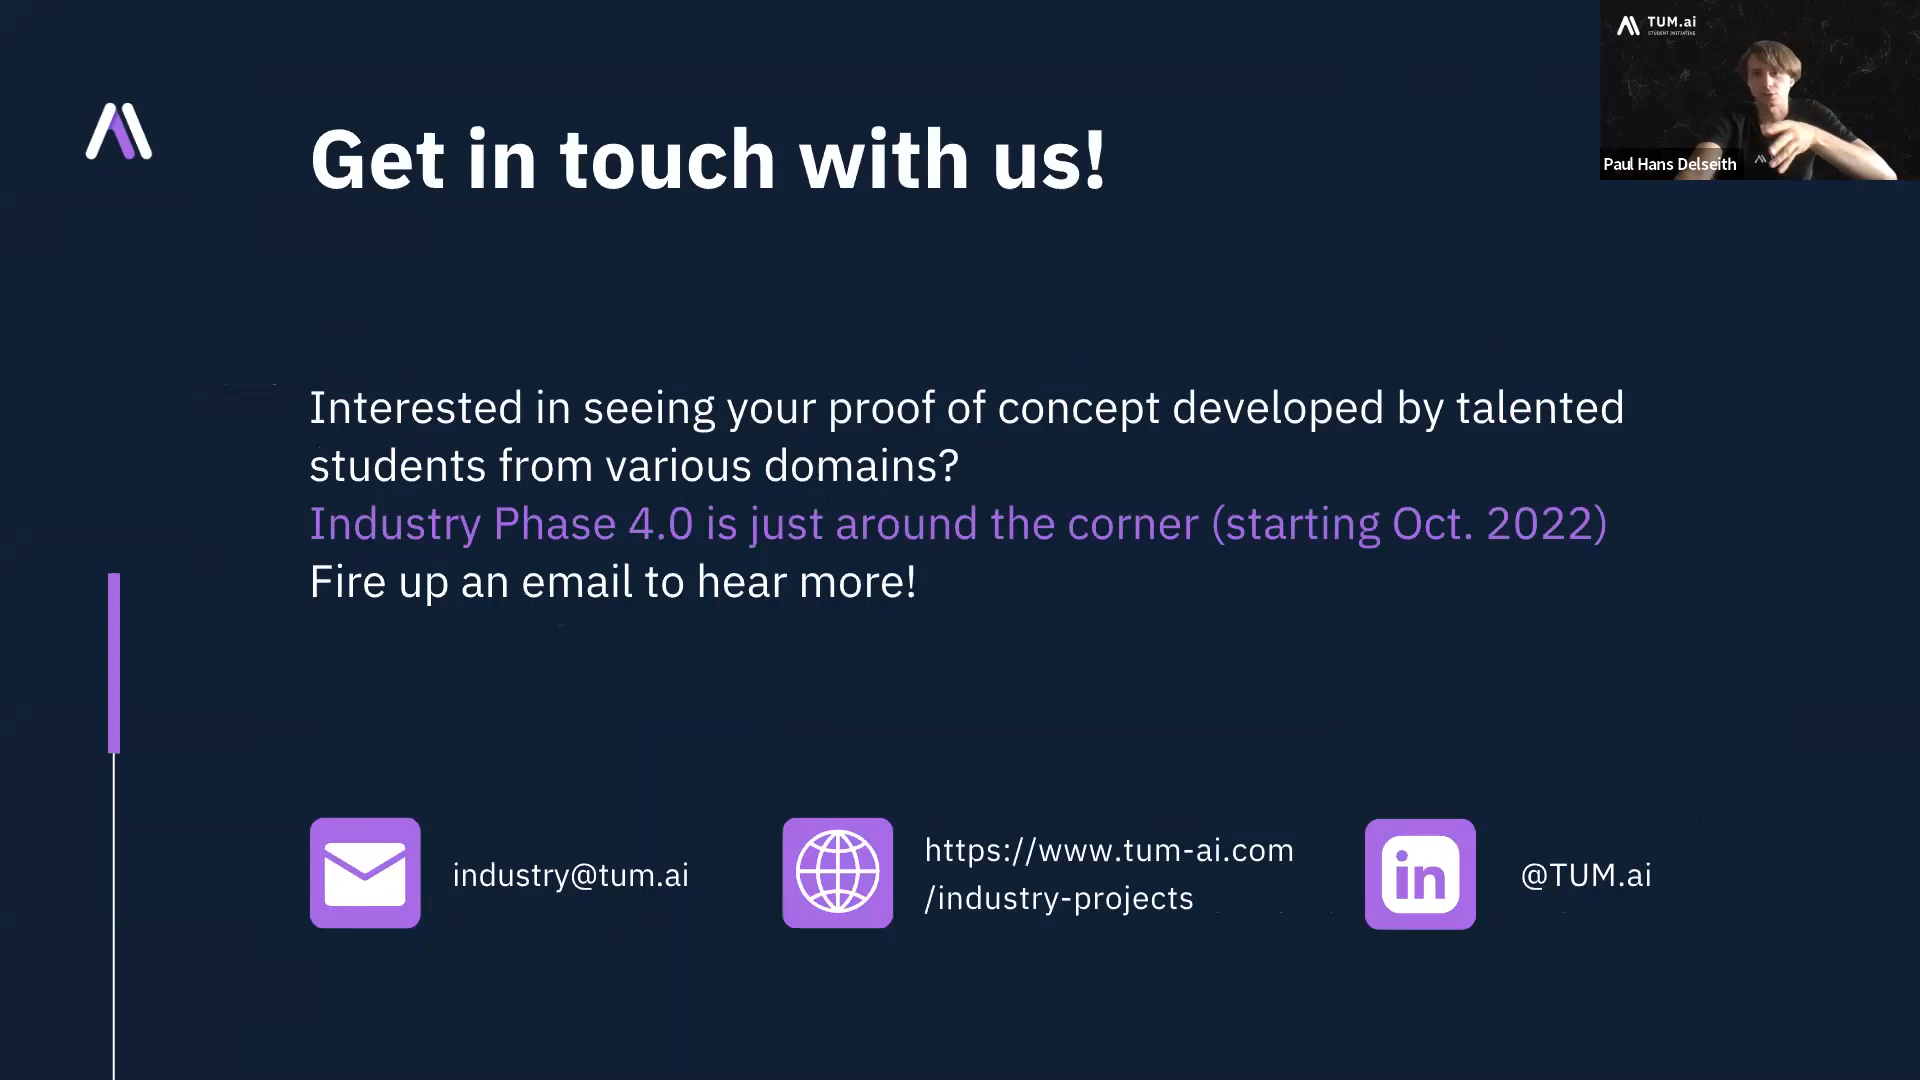 TUM.ai
STUDENT INITIATIVE
Paul Hans Delseith
Get in touch with us!
Interested in seeing your proof of concept developed by talented
students from various domains?
Industry Phase 4.0 is just around the corner (starting Oct. 2022)
Fire up an email to hear more!
industry@tum.ai
https://www.tum-ai.com
/industry-projects
in
@TUM.ai